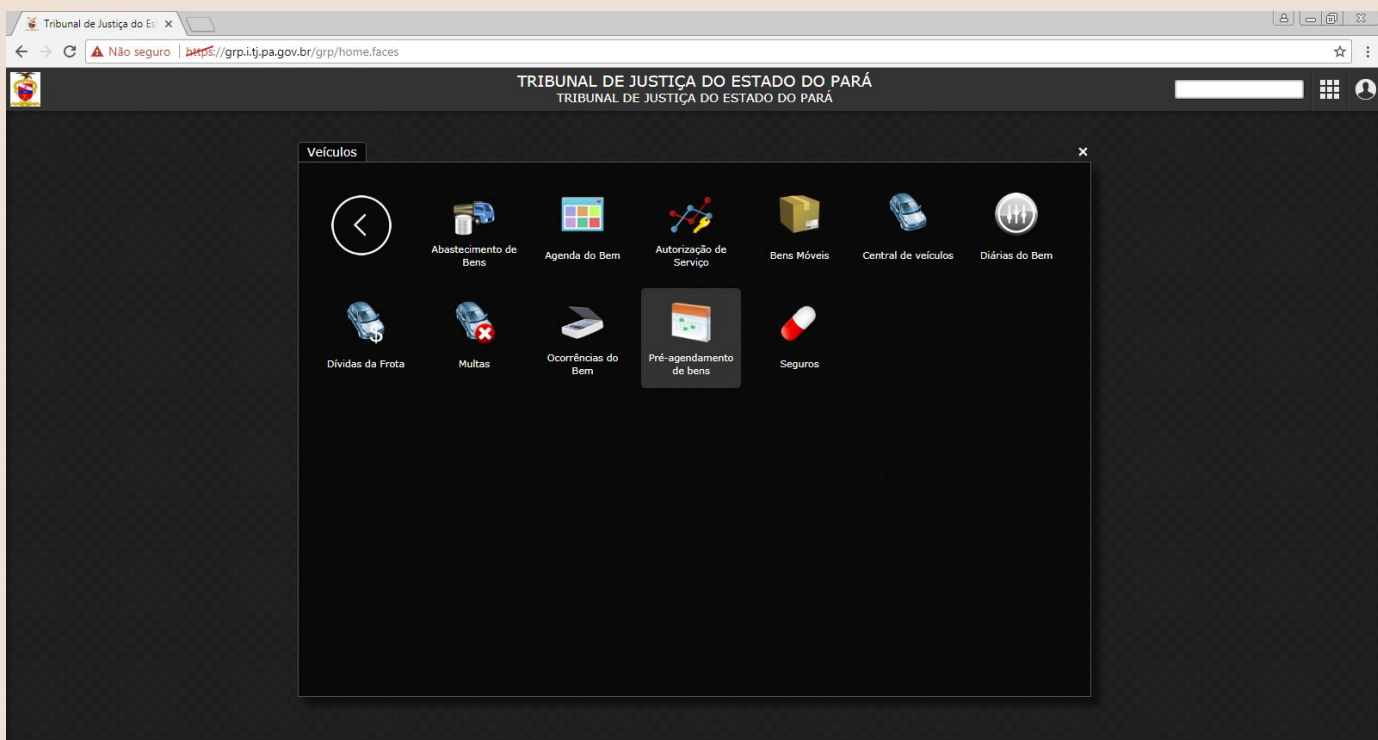 Tribunal de Justiça do Es
Não seguro
https://grp.i.tj.pa.gov.br/grp/home.faces
TRIBUNAL DE JUSTIÇA DO ESTADO DO PARÁ
TRIBUNAL DE JUSTIÇA DO ESTADO DO PARÁ
Veículos
Abastecimento de
Bens
Agenda do Bem
Autorização de
Serviço
Bens Móveis
Central de veículos
Diárias do Bem
Dívidas da Frota
Multas
Ocorrências do
Bem
Pré-agendamento
de bens
Seguros